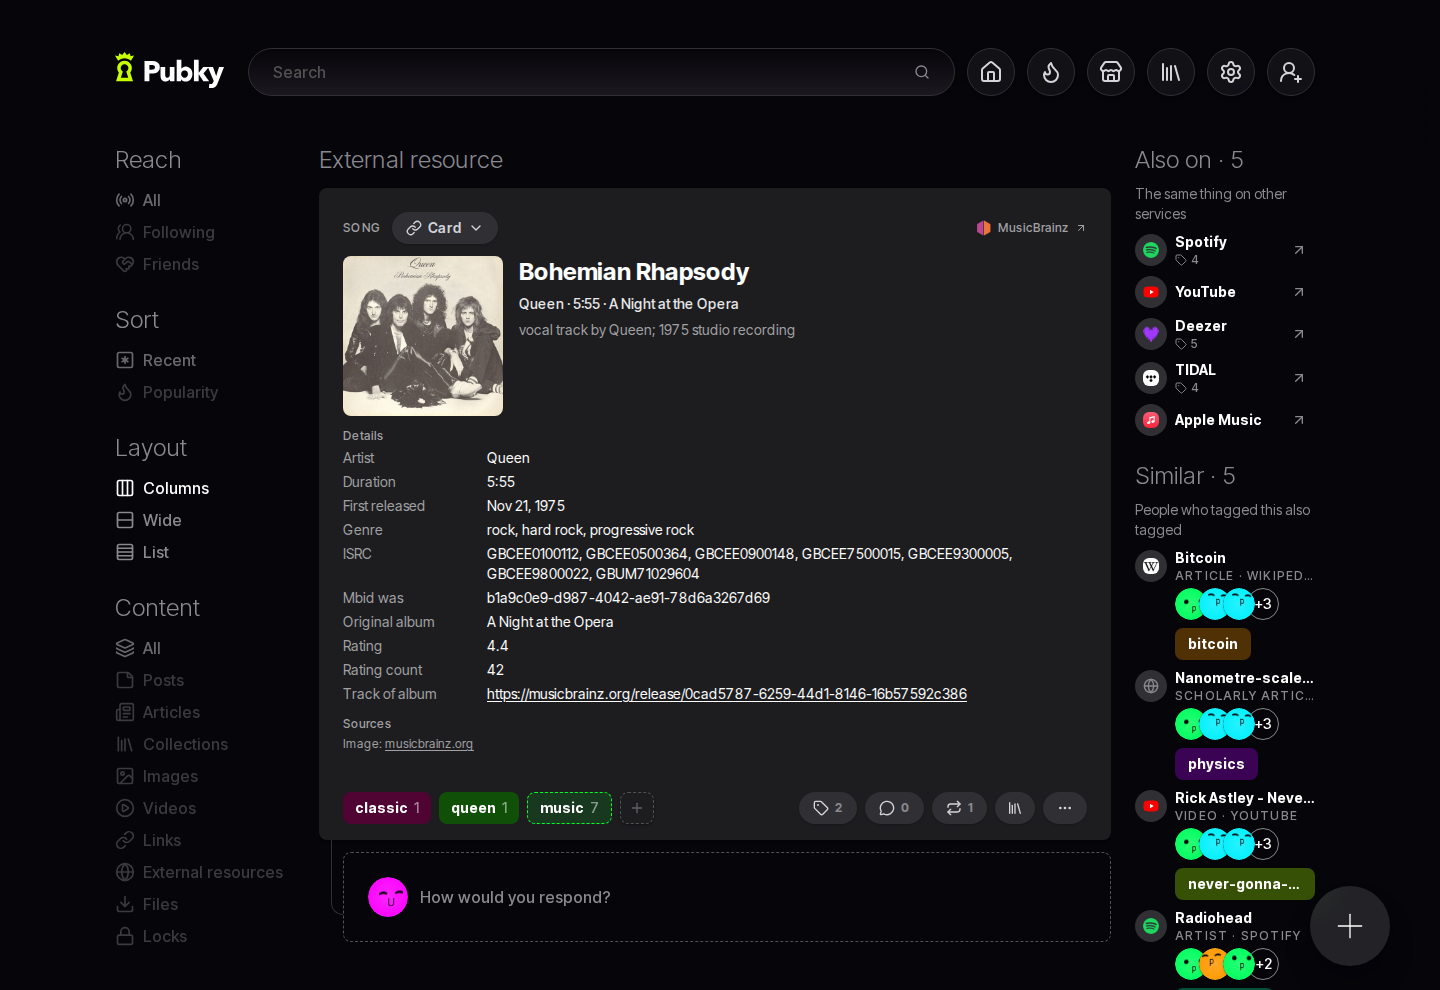 Pubky
Search
Reach
All
Following
Friends
Sort
Recent
Popularity
Layout
Columns
Wide
List
Content
All
Posts
Articles
Collections
Images
Videos
Links
External resources
Files
Locks
External resource
SONG
Card
MusicBrainz
Queen
Bohemian Rhapsody
Bohemian Rhapsody
Queen · 5:55 · A Night at the Opera
vocal track by Queen; 1975 studio recording
Details
Artist Queen
Duration 5:55
First released Nov 21, 1975
Genre rock, hard rock, progressive rock
ISRC GBCEE0100112, GBCEE0500364, GBCEE0900148, GBCEE7500015, GBCEE9300005,
GBCEE9800022, GBUM71029604
Mbid was b1a9c0e9-d987-4042-ae91-78d6a3267d69
Original album A Night at the Opera
Rating 4.4
Rating count 42
Track of album https://musicbrainz.org/release/0cad5787-6259-44d1-8146-16b57592c386
Sources
Image: musicbrainz.org
classic 1 queen 1 music 7
2 0 1
How would you respond?
Also on · 5
The same thing on other
services
Spotify
4
YouTube
Deezer
5
TIDAL
4
Apple Music
Similar · 5
People who tagged this also
tagged
Bitcoin
ARTICLE · WIKIPED...
+3
bitcoin
Nanometre-scale...
SCHOLARLY ARTIC...
+3
physics
Rick Astley - Neve...
VIDEO · YOUTUBE
+3
never-gonna-...
Radiohead
ARTIST · SPOTIFY
+2